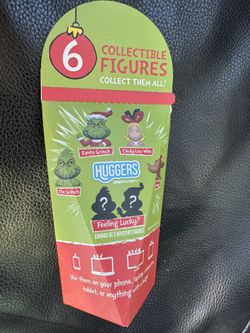 6
COLLECTIBLE
FIGURES
COLLECT THEM ALL!
Santa Grinch
Cindy-Lou Who
The Grinch
HUGGERS
? ?
Feeling Lucky?
CHANCE AT 2 MYSTERY FRAMES
Use them on your phone,
tablet, or anything